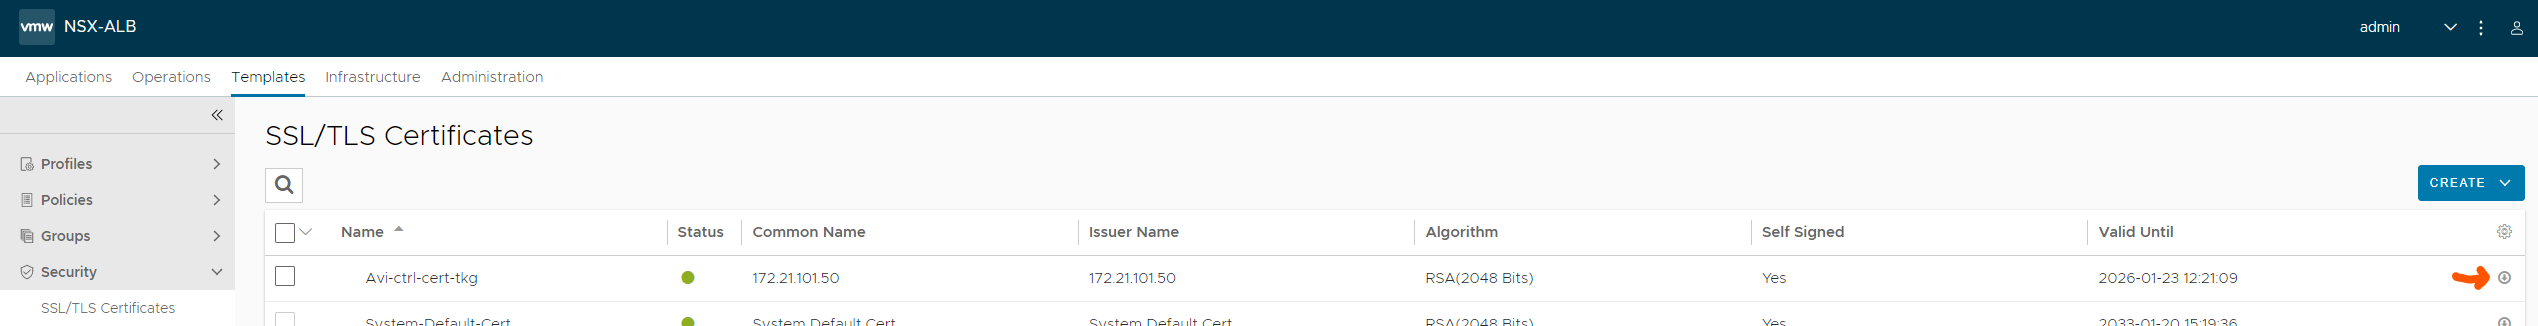 vmw NSX-ALB admin
Applications Operations Templates Infrastructure Administration
SSL/TLS Certificates
Profiles
Policies
CREATE
Groups
Name Status Common Name Issuer Name Algorithm Self Signed Valid Until
Security
Avi-ctrl-cert-tkg 172.21.101.50 172.21.101.50 RSA(2048 Bits) Yes 2026-01-23 12:21:09
SSL/TLS Certificates
System-Default-Cert System Default Cert System Default Cert RSA(2048 Bits) Yes 2033-01-20 15:19:36